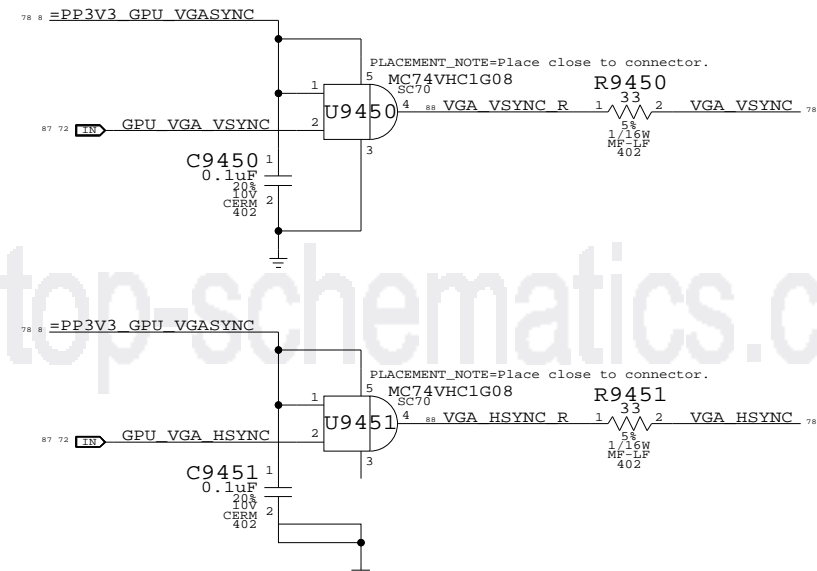 78 8 =PP3V3_GPU_VGASYNC
PLACEMENT_NOTE=Place close to connector.
5 MC74VHC1G08
SC70
R9450
33
1
U9450
4
88 VGA_VSYNC_R
1
2
VGA_VSYNC 78
87 72 IN GPU_VGA_VSYNC
2
5%
1/16W
MF-LF
402
3
C9450 1
0.1uF
20%
10V
CERM
402
2
top-schematics.c
78 8 =PP3V3_GPU_VGASYNC
PLACEMENT_NOTE=Place close to connector.
5 MC74VHC1G08
SC70
R9451
33
1
U9451
4
88 VGA_HSYNC_R
1
2
VGA_HSYNC 78
87 72 IN GPU_VGA_HSYNC
2
5%
1/16W
MF-LF
402
3
C9451 1
0.1uF
20%
10V
CERM
402
2